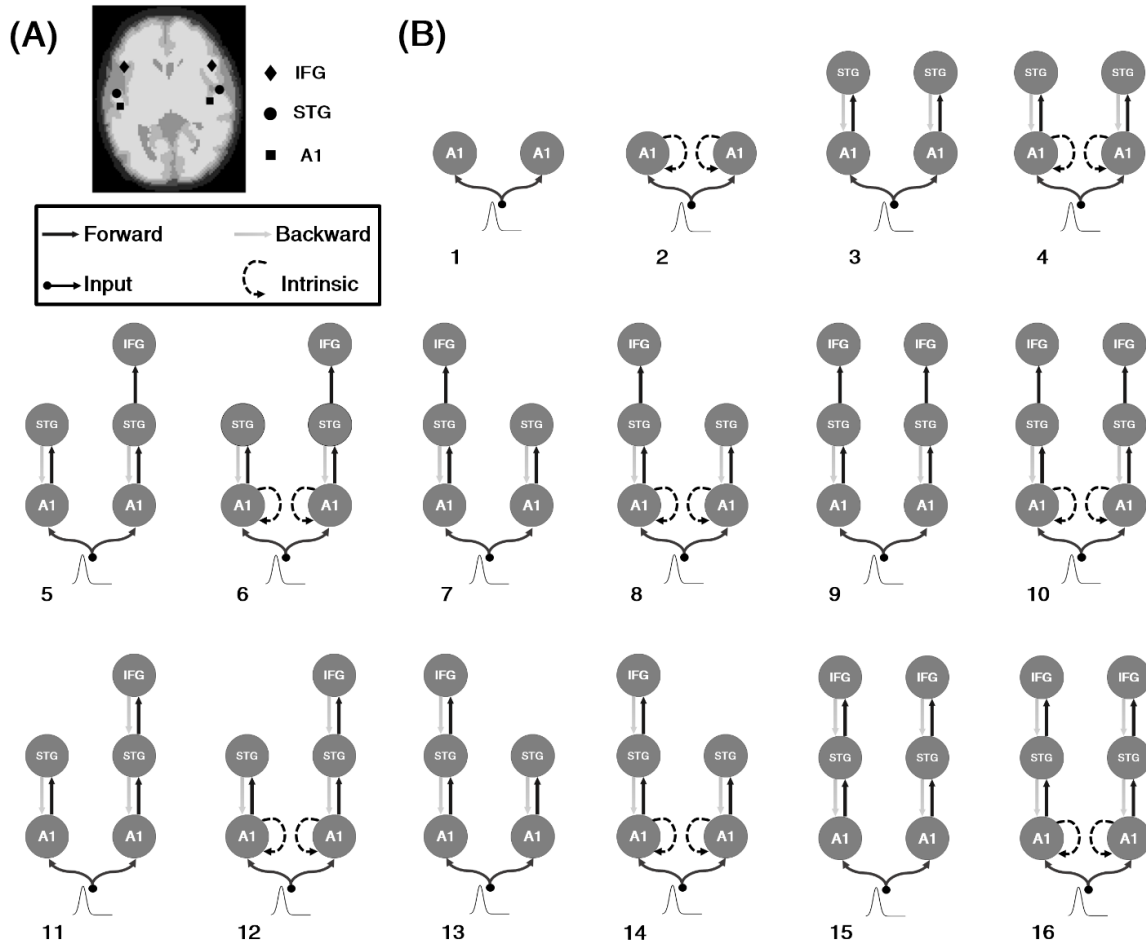 (A)
IFG
STG
A1
Forward
Backward
Input
Intrinsic
(B)
STG STG STG STG
A1 A1 A1 A1 A1 A1 A1 A1
1 2 3 4
IFG IFG IFG IFG IFG IFG IFG IFG
STG STG STG STG STG STG STG STG STG STG STG STG
A1 A1 A1 A1 A1 A1 A1 A1 A1 A1 A1 A1
5 6 7 8 9 10
IFG IFG IFG IFG IFG IFG IFG IFG
STG STG STG STG STG STG STG STG STG STG STG STG
A1 A1 A1 A1 A1 A1 A1 A1 A1 A1 A1 A1
11 12 13 14 15 16